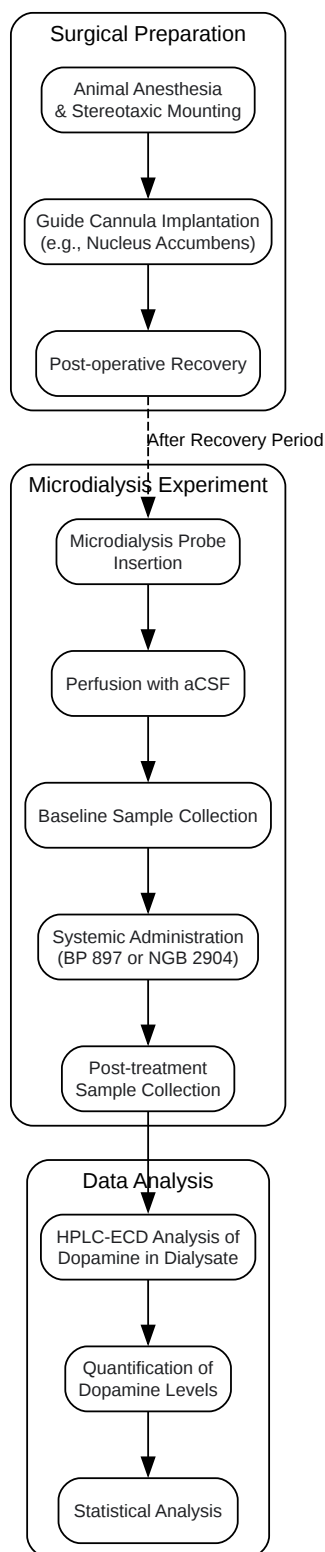 Surgical Preparation
Animal Anesthesia
& Stereotaxic Mounting
Guide Cannula Implantation
(e.g., Nucleus Accumbens)
Post-operative Recovery
After Recovery Period
Microdialysis Experiment
Microdialysis Probe
Insertion
Perfusion with aCSF
Baseline Sample Collection
Systemic Administration
(BP 897 or NGB 2904)
Post-treatment
Sample Collection
Data Analysis
HPLC-ECD Analysis of
Dopamine in Dialysate
Quantification of
Dopamine Levels
Statistical Analysis